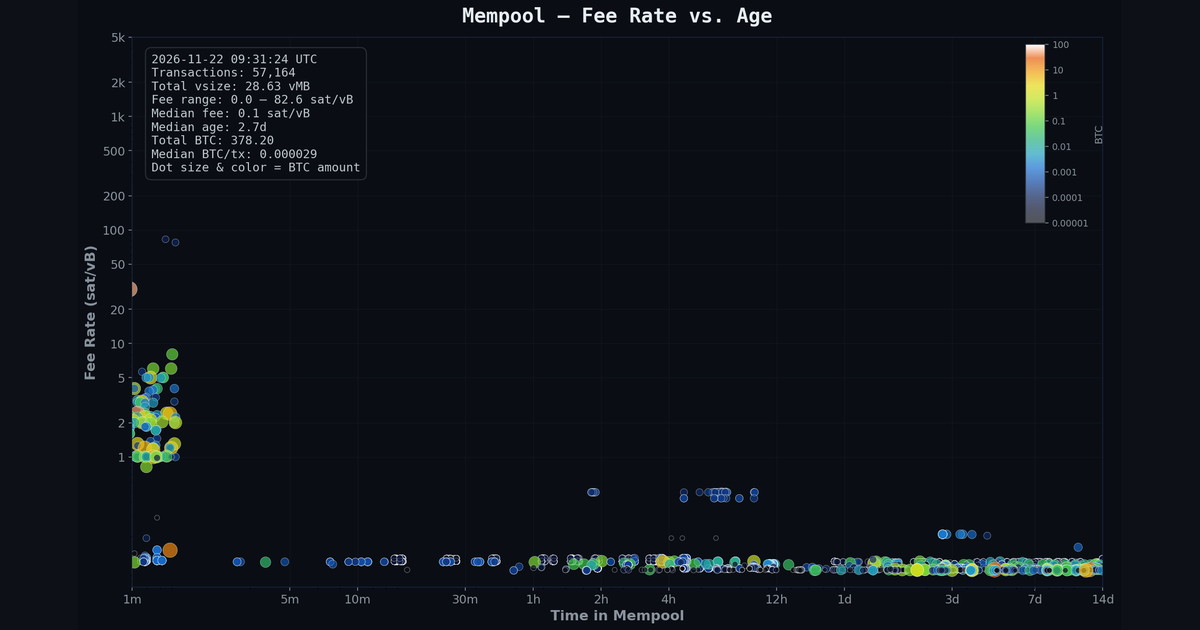 Mempool — Fee Rate vs. Age
5k
2k
1k
500
200
100
50
20
10
5
2
1
Fee Rate (sat/vB)
2026-11-22 09:31:24 UTC
Transactions: 57,164
Total vsize: 28.63 vMB
Fee range: 0.0 – 82.6 sat/vB
Median fee: 0.1 sat/vB
Median age: 2.7d
Total BTC: 378.20
Median BTC/tx: 0.000029
Dot size & color = BTC amount
100
10
1
0.1
0.01
0.001
0.0001
0.00001
BTC
1m 5m 10m 30m 1h 2h 4h 12h 1d 3d 7d 14d
Time in Mempool